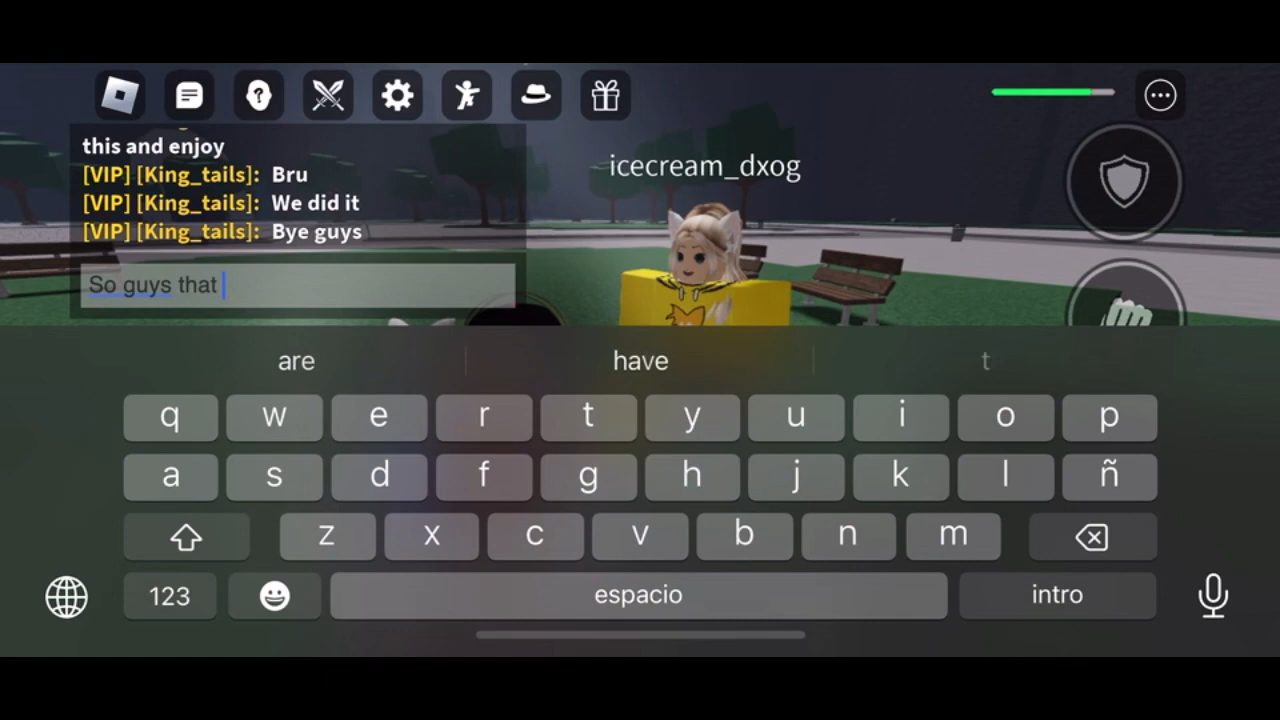 this and enjoy
[VIP] [King_tails]: Bru
[VIP] [King_tails]: We did it
[VIP] [King_tails]: Bye guys
So guys that
icecream_dxog
are have t
q w e r t y u i o p
a s d f g h j k l ñ
z x c v b n m
123 espacio intro